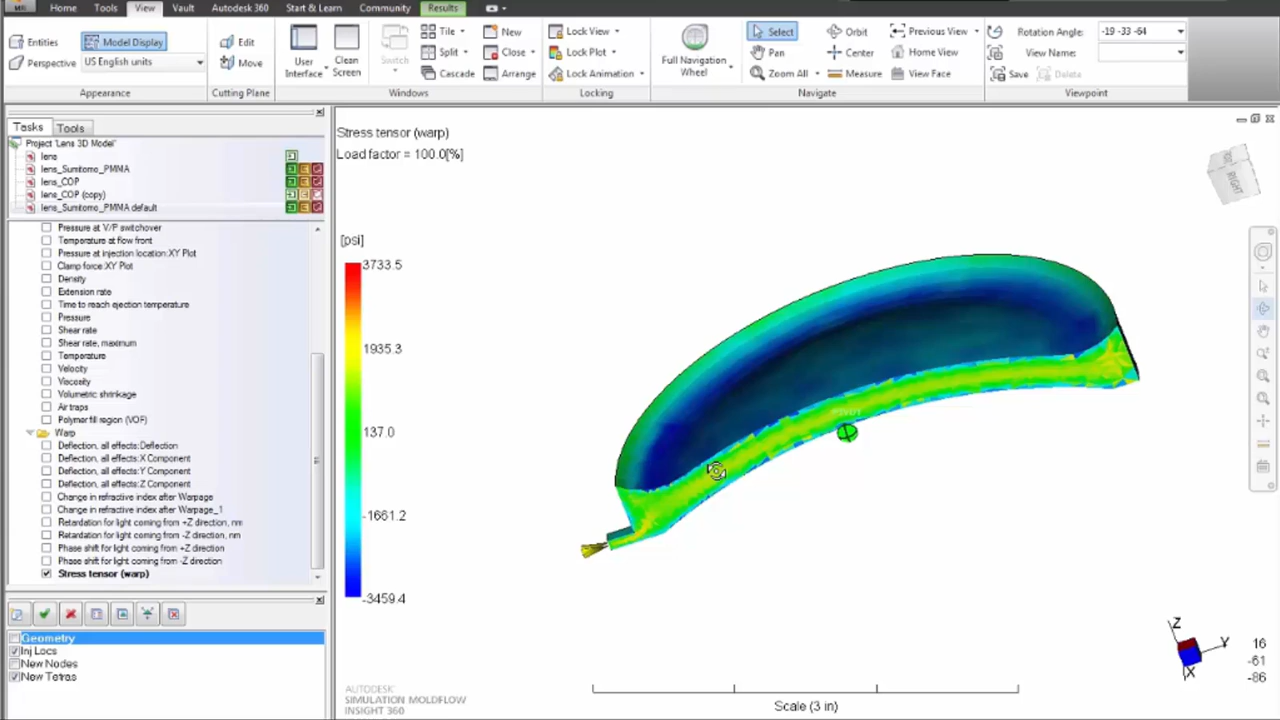 Home Tools View Vault Autodesk 360 Start & Learn Community Results
Entities Model Display Edit Tile New Lock View Select Orbit Previous View Rotation Angle: -19 -33 -64
Perspective US English units Move User Interface Clean Screen Switch Split Close Lock Plot Full Navigation Wheel Pan Center Home View View Name:
Cascade Arrange Lock Animation Zoom All Measure View Face Save Delete
Appearance Cutting Plane Windows Locking Navigate Viewpoint
Tasks Tools
Project 'Lens 3D Model'
lens
lens_Sumitomo_PMMA
lens_COP
lens_COP (copy)
lens_Sumitomo_PMMA default
Pressure at V/P switchover
Temperature at flow front
Pressure at injection location:XY Plot
Clamp force:XY Plot
Density
Extension rate
Time to reach ejection temperature
Pressure
Shear rate
Shear rate, maximum
Temperature
Velocity
Viscosity
Volumetric shrinkage
Air traps
Polymer fill region (VOF)
Warp
Deflection, all effects:Deflection
Deflection, all effects:X Component
Deflection, all effects:Y Component
Deflection, all effects:Z Component
Change in refractive index after Warpage
Change in refractive index after Warpage_1
Retardation for light coming from +Z direction, nm
Retardation for light coming from -Z direction, nm
Phase shift for light coming from +Z direction
Phase shift for light coming from -Z direction
Stress tensor (warp)
Geometry
Inj Locs
New Nodes
New Tetras
Stress tensor (warp)
Load factor = 100.0[%]
[psi]
3733.5
1935.3
137.0
-1661.2
-3459.4
RIGHT
AUTODESK
SIMULATION MOLDFLOW
INSIGHT 360
Scale (3 in)
Z
Y
X
16
-61
-86